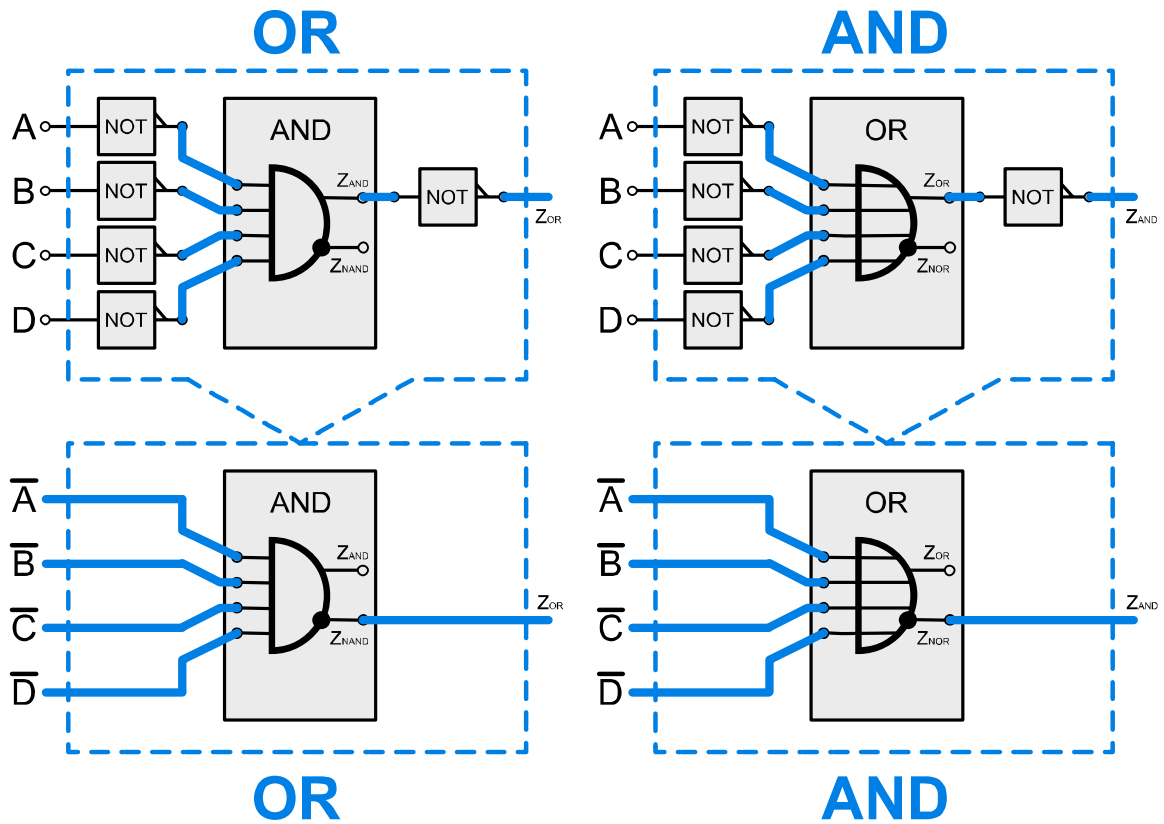 OR AND
A NOT AND A NOT OR
B NOT ZAND NOT B NOT ZOR NOT
ZOR ZAND
C NOT ZNAND C NOT ZNOR
D NOT D NOT
A̅ AND A̅ OR
B̅ ZAND B̅ ZOR
C̅ ZOR C̅ ZAND
ZNAND ZNOR
D̅ D̅
OR AND